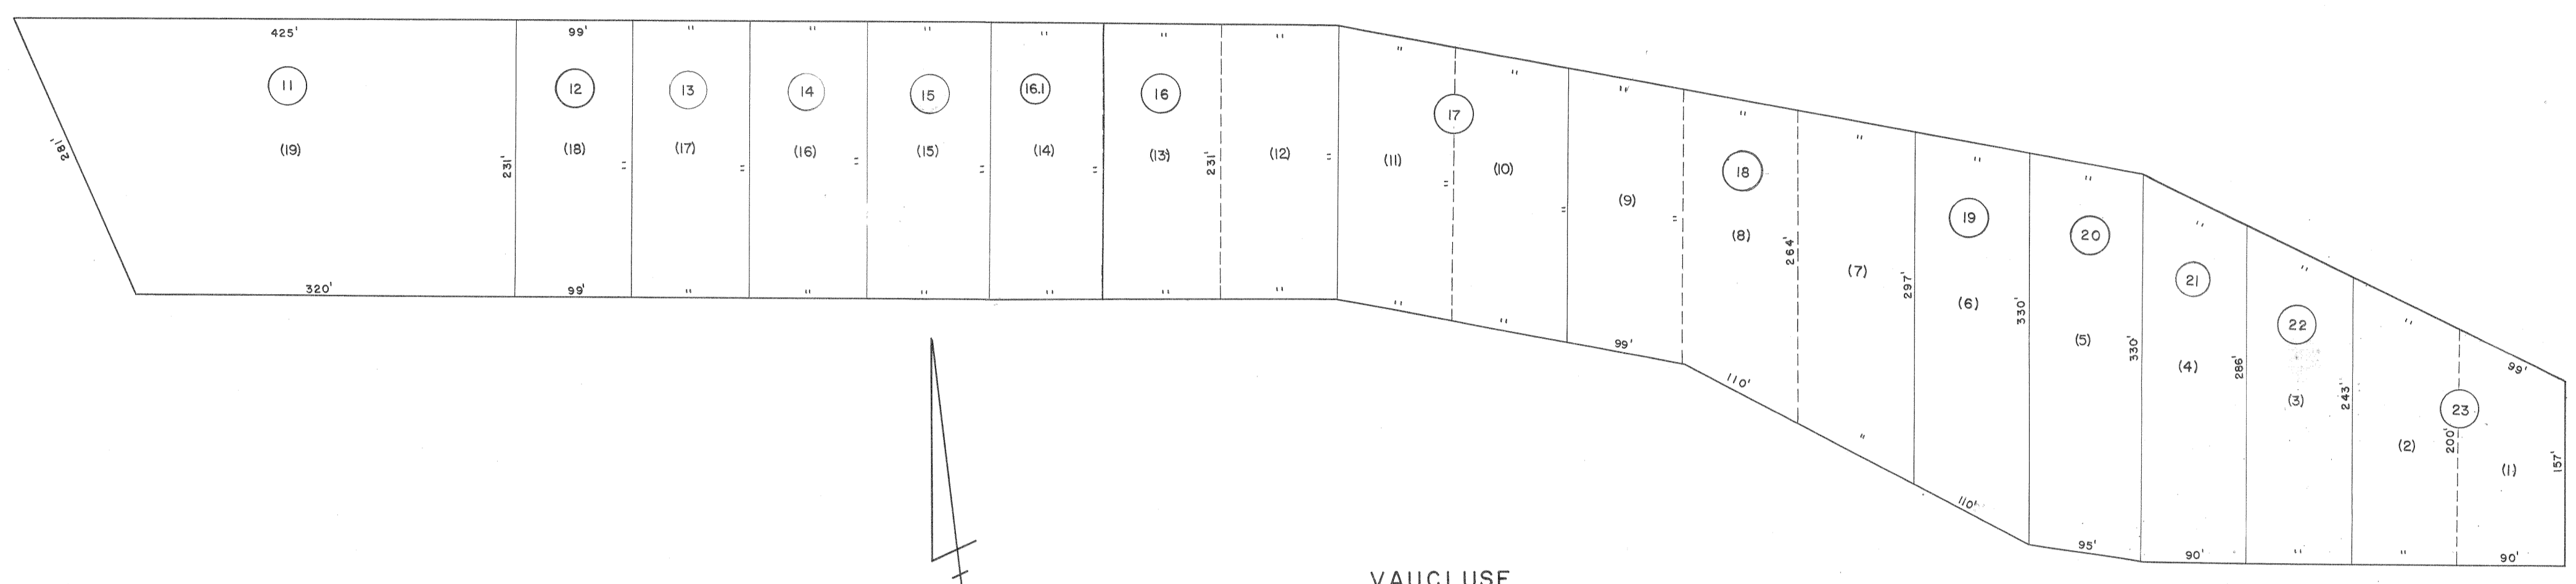 425' 99' " " " " " "
11 12 13 14 15 16.1 16
(19) (18) (17) (16) (15) (14) (13) (12)
281' 231' " " " " " 231' "
320' 99' " " " " " "
" " " " " " "
17 18 19 20 21 22 23
(11) (10) (9) (8) (7) (6) (5) (4) (3) (2) (1)
" " " 264' 297' 330' 330' 286' 243' 200' 157'
" " " 99'
" " 99' 110' " 110' 95' 90' " " 90'
VAUCLUSE